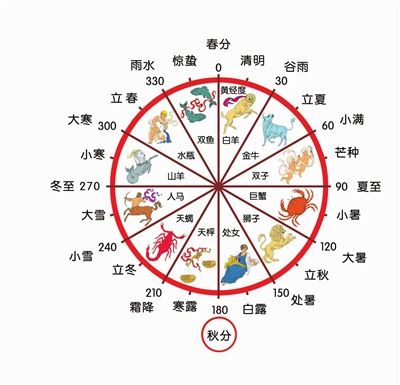 春分
惊蛰
清明
雨水
谷雨
330
0
30
黄经度
立春
立夏
双鱼
白羊
大寒
300
60
小满
水瓶
金牛
小寒
芒种
山羊
双子
冬至
270
90
夏至
人马
巨蟹
大雪
小暑
天蝎
狮子
天枰
处女
小雪
240
120
大暑
立冬
立秋
210
150
霜降
处暑
寒露
180
白露
秋分